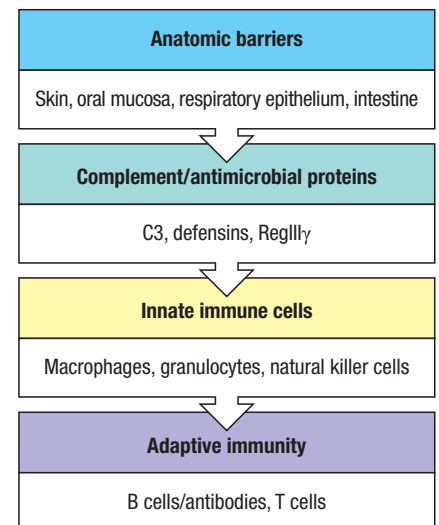 Anatomic barriers
Skin, oral mucosa, respiratory epithelium, intestine
Complement/antimicrobial proteins
C3, defensins, RegIIIγ
Innate immune cells
Macrophages, granulocytes, natural killer cells
Adaptive immunity
B cells/antibodies, T cells